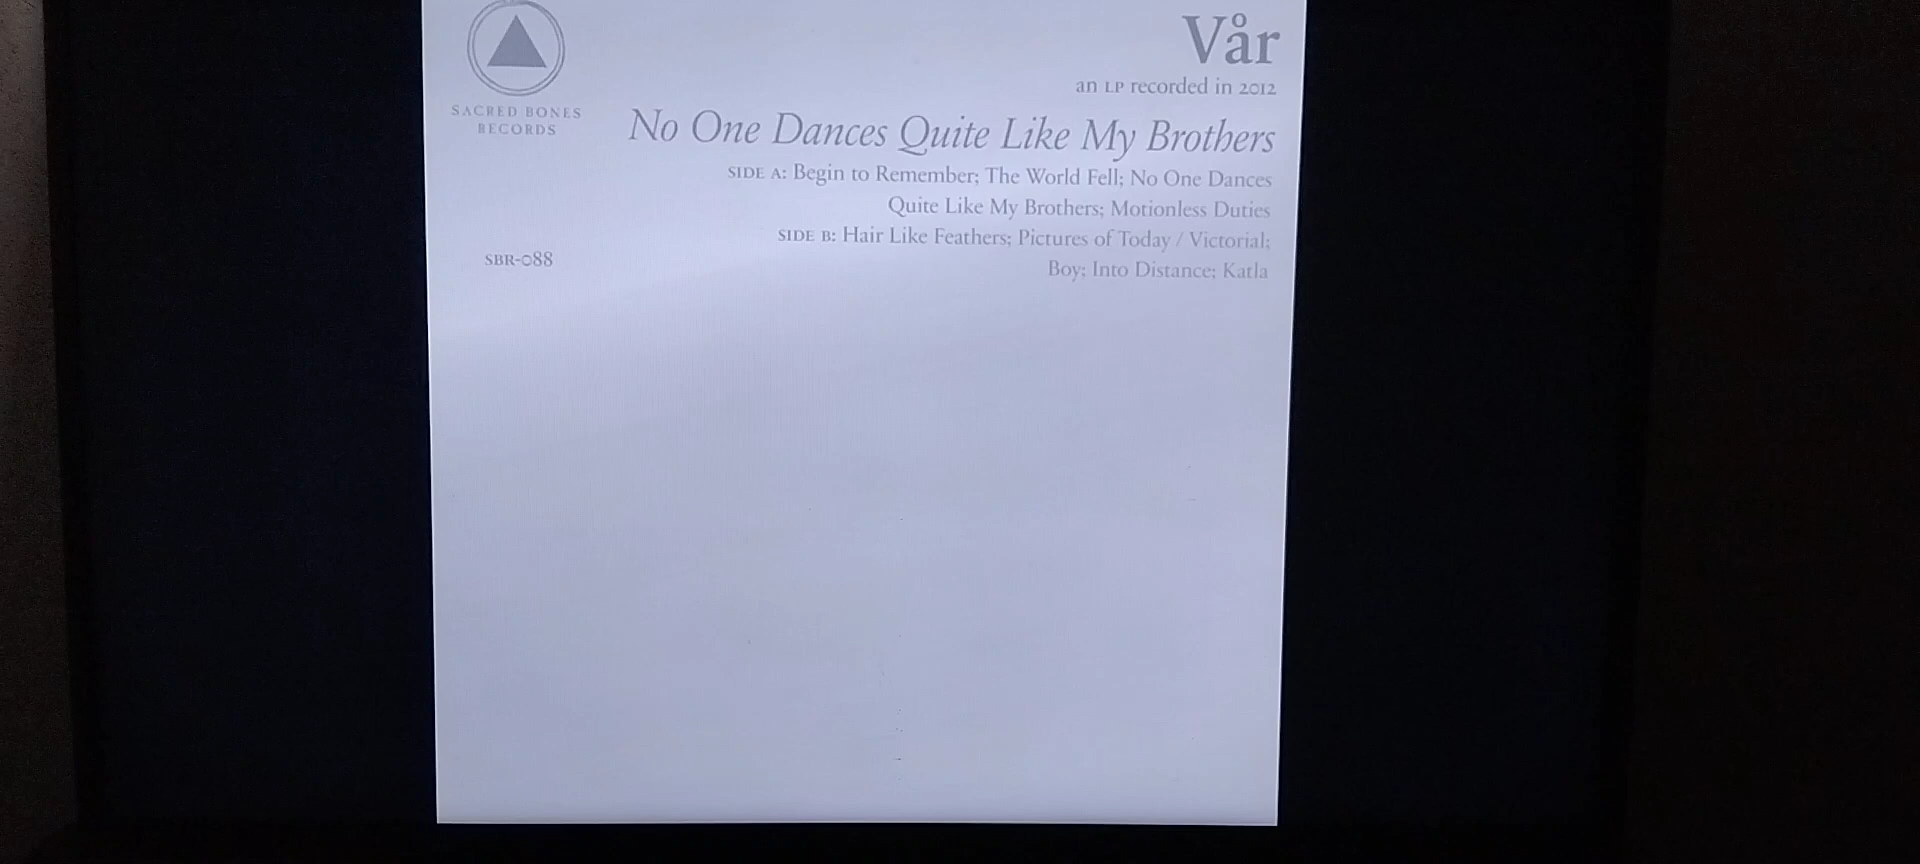 Vår
an LP recorded in 2012
SACRED BONES
RECORDS
No One Dances Quite Like My Brothers
SIDE A: Begin to Remember; The World Fell; No One Dances
Quite Like My Brothers; Motionless Duties
SIDE B: Hair Like Feathers; Pictures of Today / Victorial;
SBR-088
Boy; Into Distance; Katla